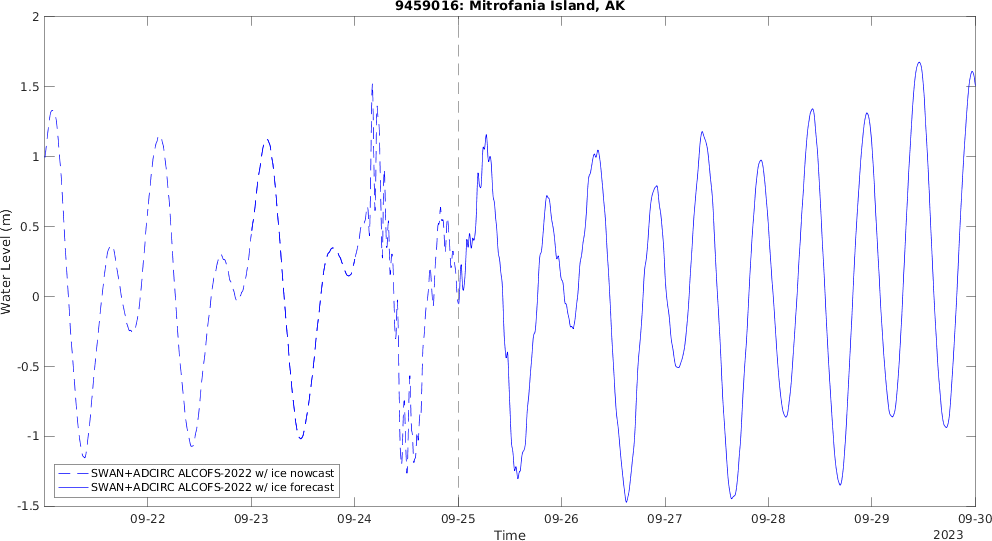 9459016: Mitrofania Island, AK
2
1.5
1
0.5
0
-0.5
-1
-1.5
Water Level (m)
SWAN+ADCIRC ALCOFS-2022 w/ ice nowcast
SWAN+ADCIRC ALCOFS-2022 w/ ice forecast
09-22 09-23 09-24 09-25 09-26 09-27 09-28 09-29 09-30
Time
2023